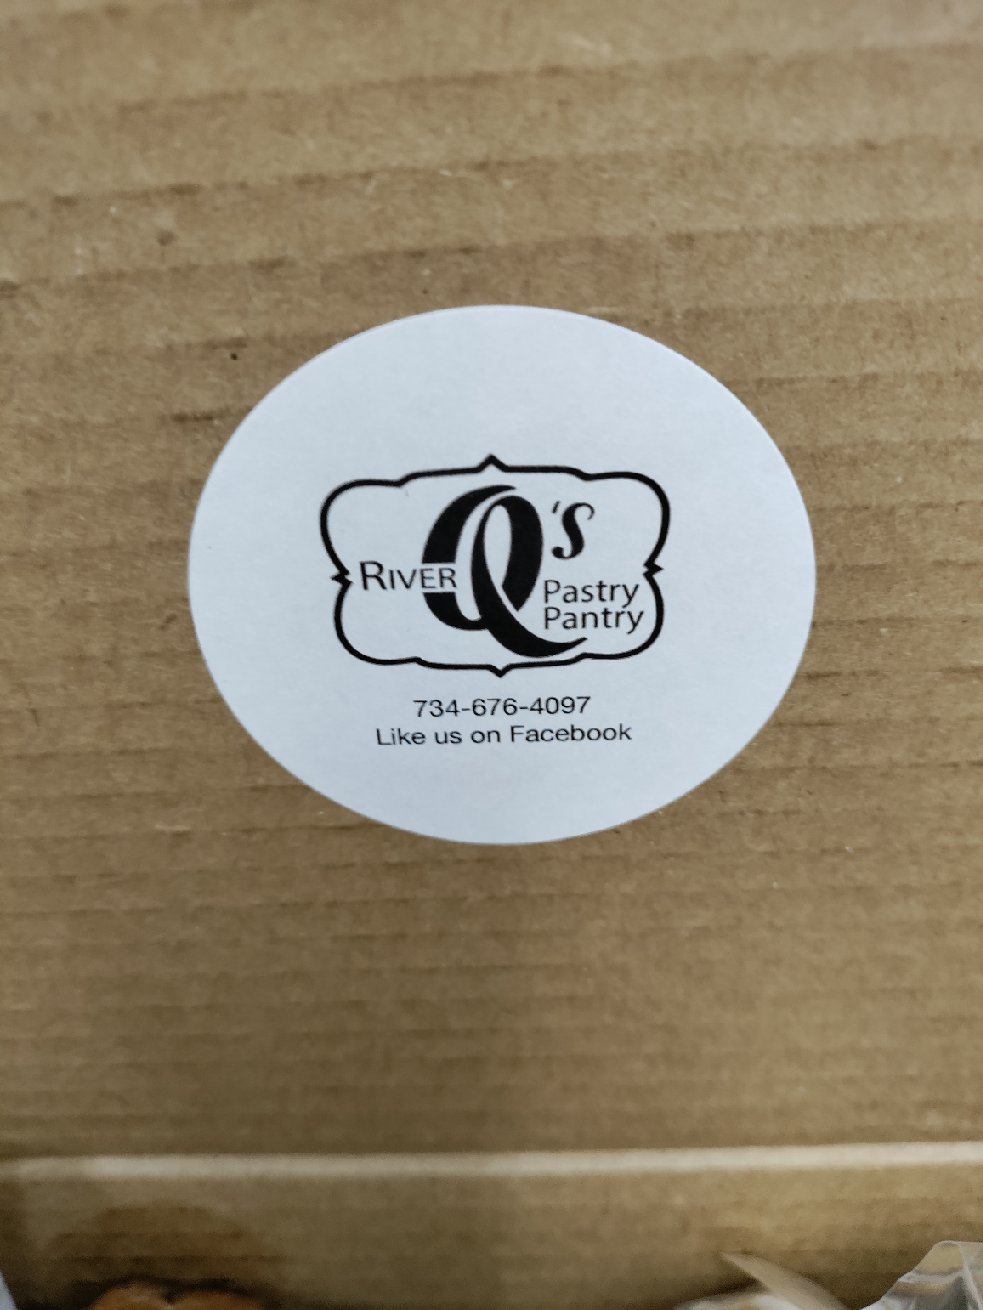 River Q's
Pastry
Pantry
734-676-4097
Like us on Facebook